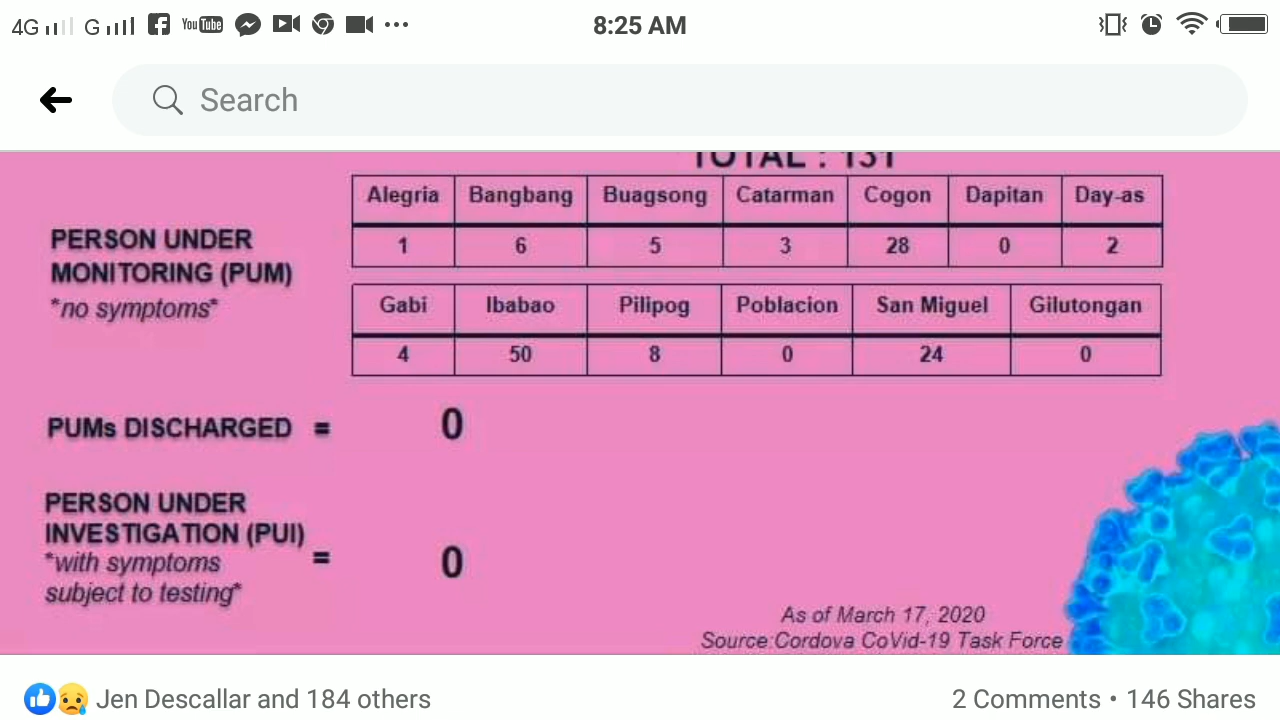 4G G You Tube 8:25 AM
Search
TOTAL : 131
Alegria Bangbang Buagsong Catarman Cogon Dapitan Day-as
PERSON UNDER
MONITORING (PUM)
*no symptoms*
1 6 5 3 28 0 2
Gabi Ibabao Pilipog Poblacion San Miguel Gilutongan
4 50 8 0 24 0
PUMs DISCHARGED = 0
PERSON UNDER
INVESTIGATION (PUI)
*with symptoms
subject to testing*
= 0
As of March 17, 2020
Source:Cordova CoVid-19 Task Force
Jen Descallar and 184 others 2 Comments • 146 Shares